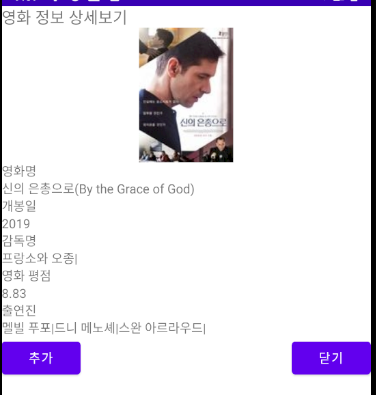 영화 정보 상세보기
신의 은총으로
영화명
신의 은총으로(By the Grace of God)
개봉일
2019
감독명
프랑소와 오종|
영화 평점
8.83
출연진
멜빌 푸포|드니 메노셰|스완 아르라우드|
추가
닫기